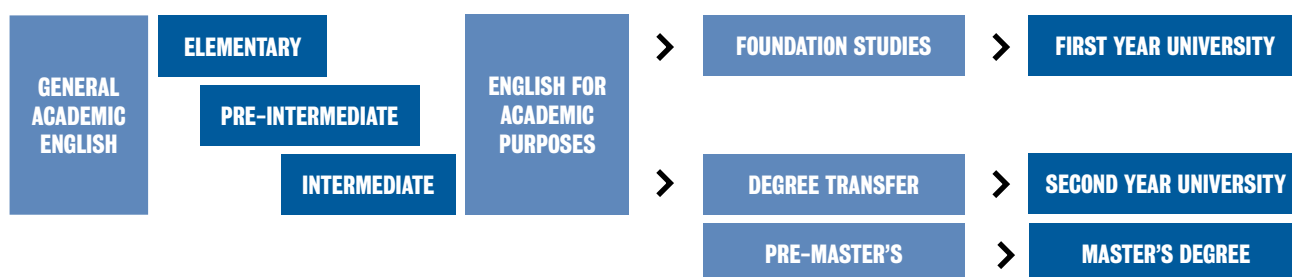 GENERAL
ACADEMIC
ENGLISH
ELEMENTARY
PRE-INTERMEDIATE
INTERMEDIATE
ENGLISH FOR
ACADEMIC
PURPOSES
FOUNDATION STUDIES
FIRST YEAR UNIVERSITY
DEGREE TRANSFER
SECOND YEAR UNIVERSITY
PRE-MASTER'S
MASTER'S DEGREE